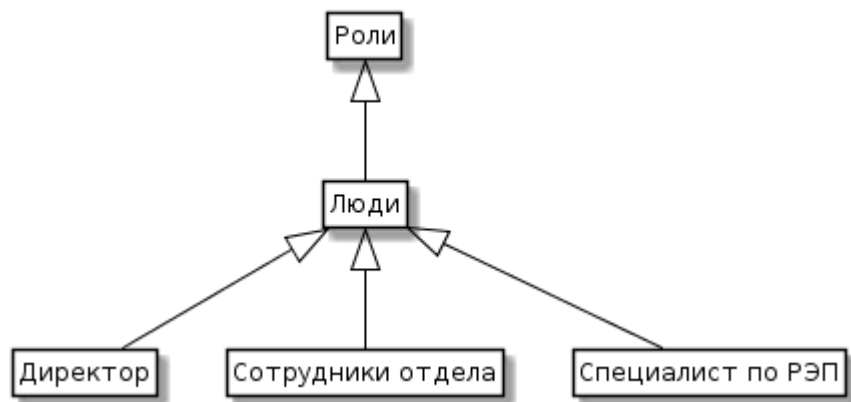 Роли
Люди
Директор
Сотрудники отдела
Специалист по РЭП